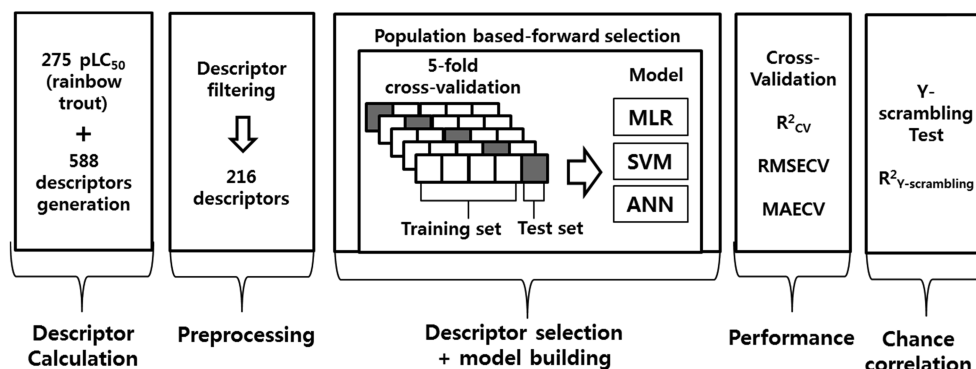 275 pLC₅₀
(rainbow
trout)
+
588
descriptors
generation
Descriptor
Calculation
Descriptor
filtering
216
descriptors
Preprocessing
Population based-forward selection
5-fold
cross-validation
Training set
Test set
Model
MLR
SVM
ANN
Descriptor selection
+ model building
Cross-
Validation
R²CV
RMSECV
MAECV
Performance
Y-
scrambling
Test
R²Y-scrambling
Chance
correlation